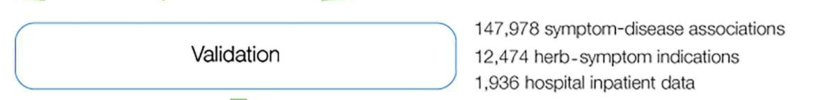 Validation
147,978 symptom-disease associations
12,474 herb-symptom indications
1,936 hospital inpatient data